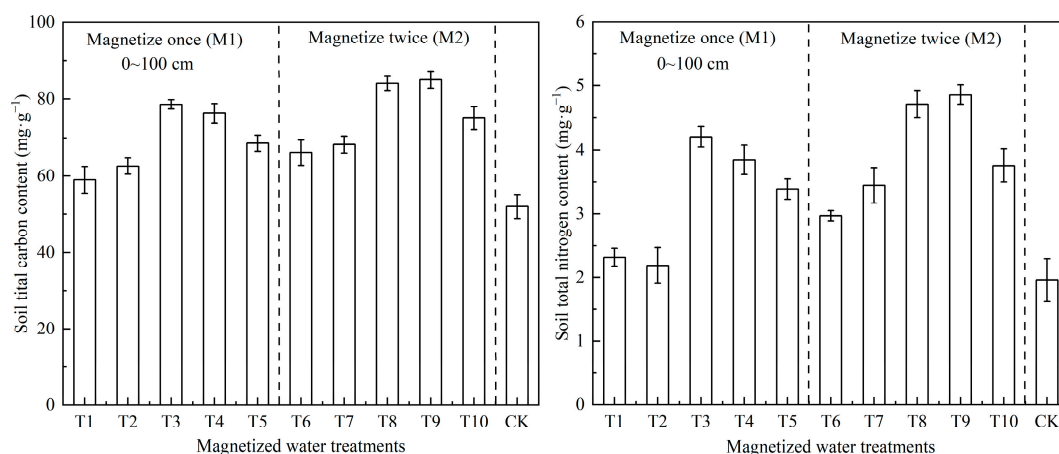 Soil tital carbon content (mg·g⁻¹)
100
80
60
40
20
0
Magnetize once (M1)
0~100 cm
Magnetize twice (M2)
T1 T2 T3 T4 T5 T6 T7 T8 T9 T10 CK
Magnetized water treatments
Soil total nitrogen content (mg·g⁻¹)
6
5
4
3
2
1
0
Magnetize once (M1)
0~100 cm
Magnetize twice (M2)
T1 T2 T3 T4 T5 T6 T7 T8 T9 T10 CK
Magnetized water treatments